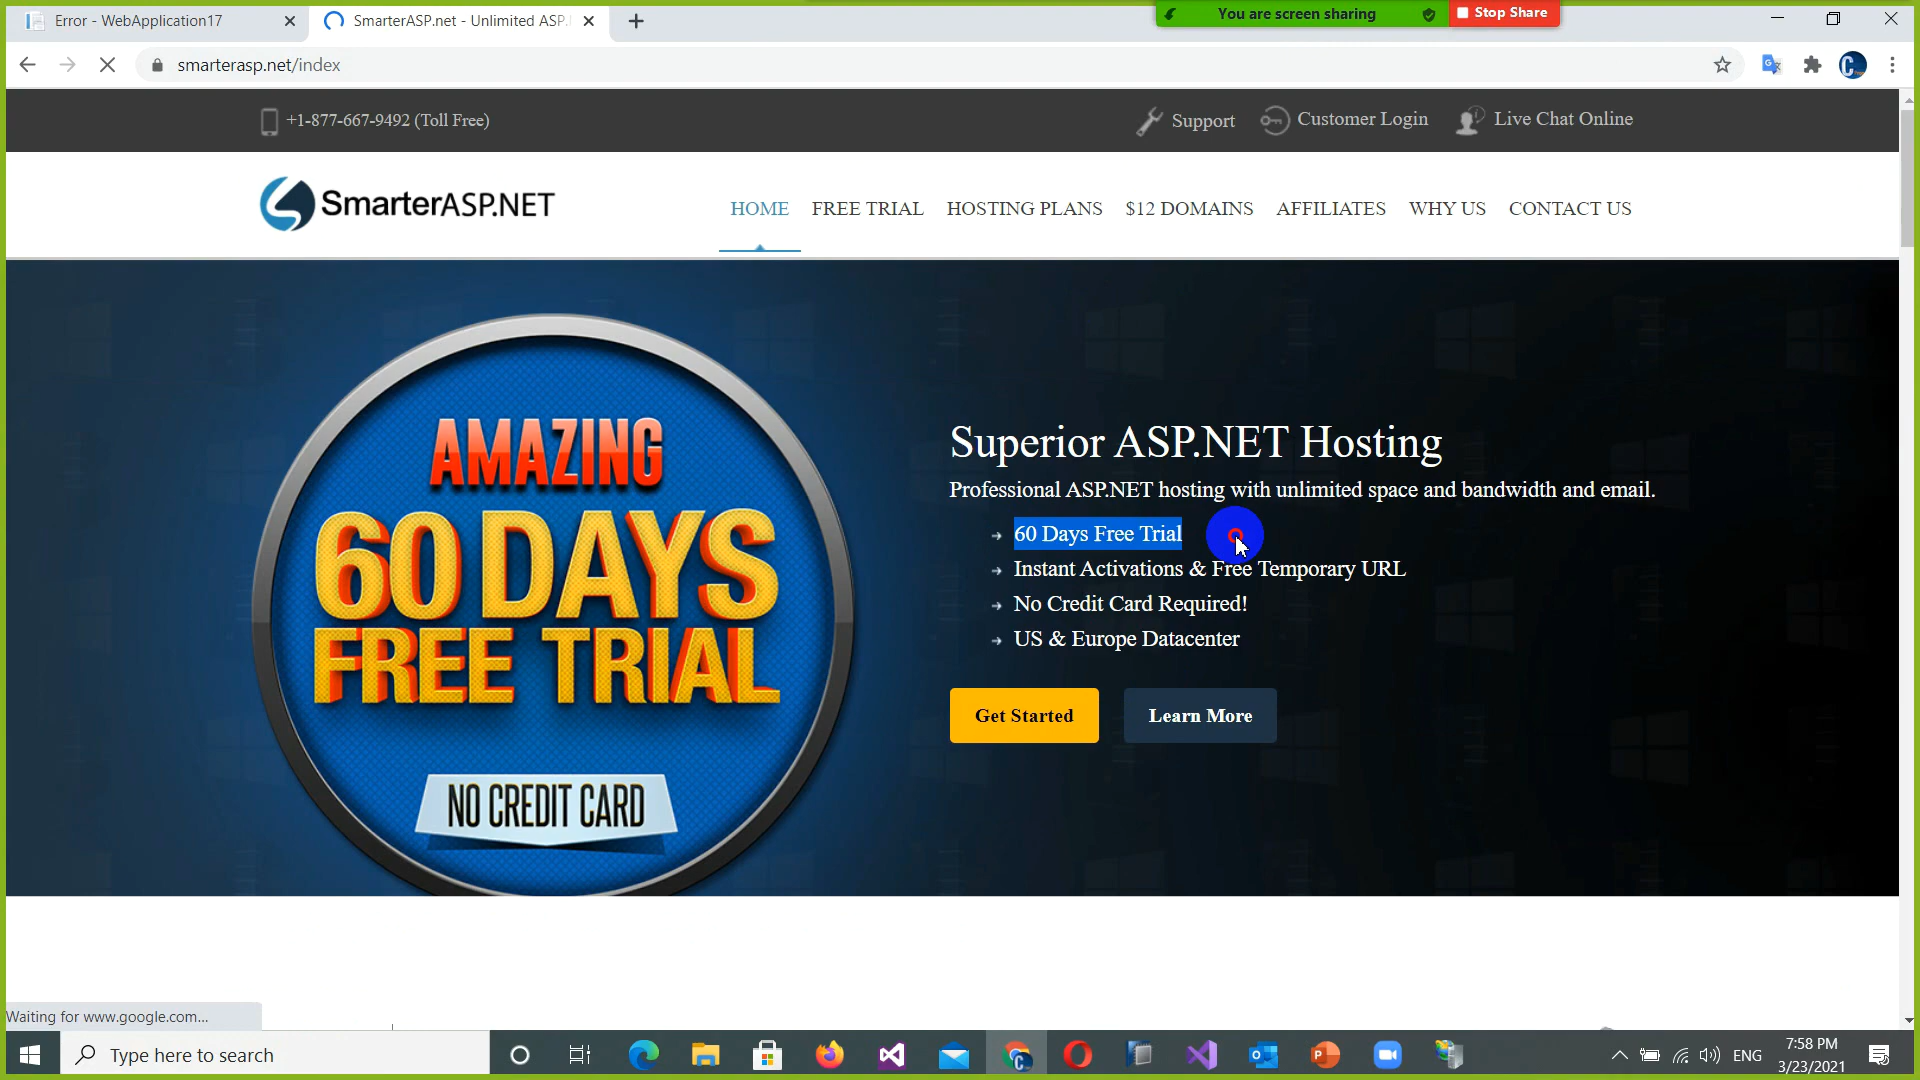 Error - WebApplication17
SmarterASP.net - Unlimited ASP.
You are screen sharing
Stop Share
smarterasp.net/index
+1-877-667-9492 (Toll Free)
Support
Customer Login
Live Chat Online
SmarterASP.NET
HOME
FREE TRIAL
HOSTING PLANS
$12 DOMAINS
AFFILIATES
WHY US
CONTACT US
AMAZING
60 DAYS
FREE TRIAL
NO CREDIT CARD
Superior ASP.NET Hosting
Professional ASP.NET hosting with unlimited space and bandwidth and email.
60 Days Free Trial
Instant Activations & Free Temporary URL
No Credit Card Required!
US & Europe Datacenter
Get Started
Learn More
Waiting for www.google.com...
Type here to search
ENG
7:58 PM
3/23/2021